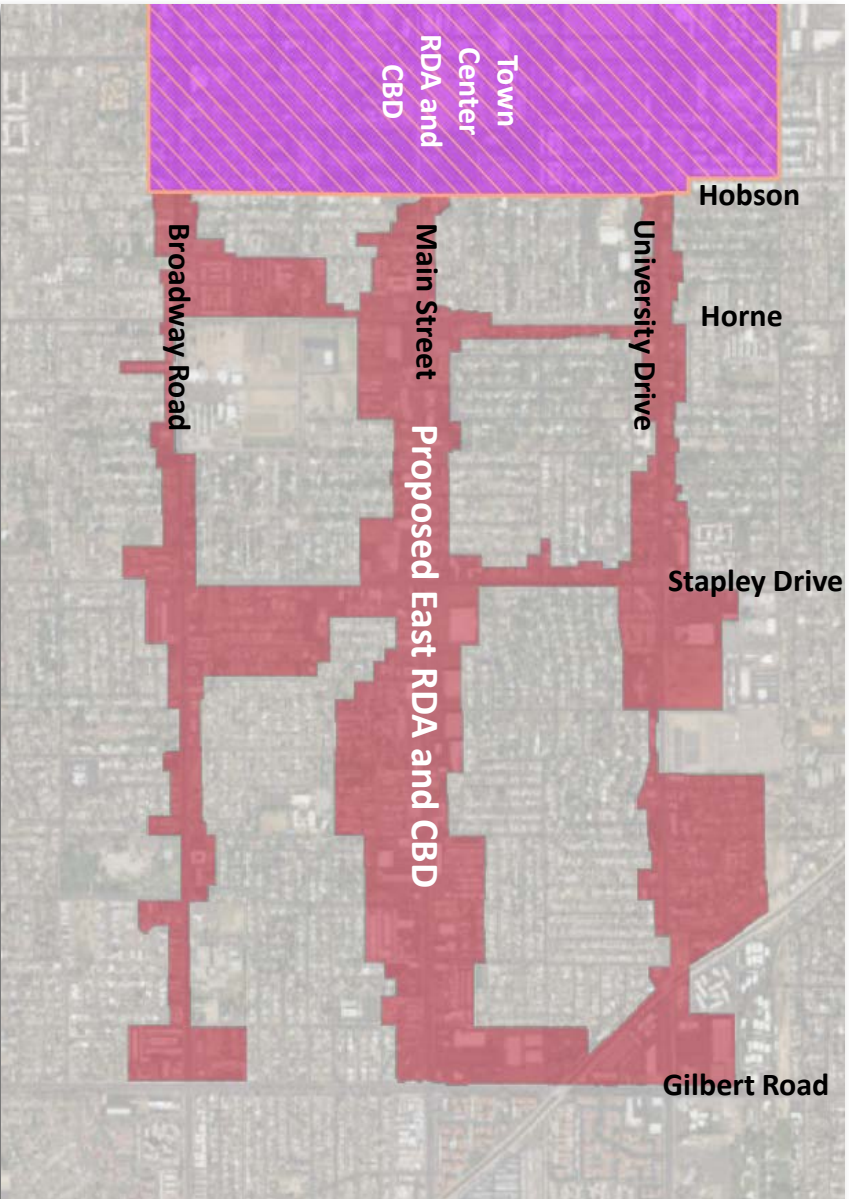 Town
Center
RDA and
CBD
Hobson
Horne
University Drive
Main Street
Broadway Road
Proposed East RDA and CBD
Stapley Drive
Gilbert Road